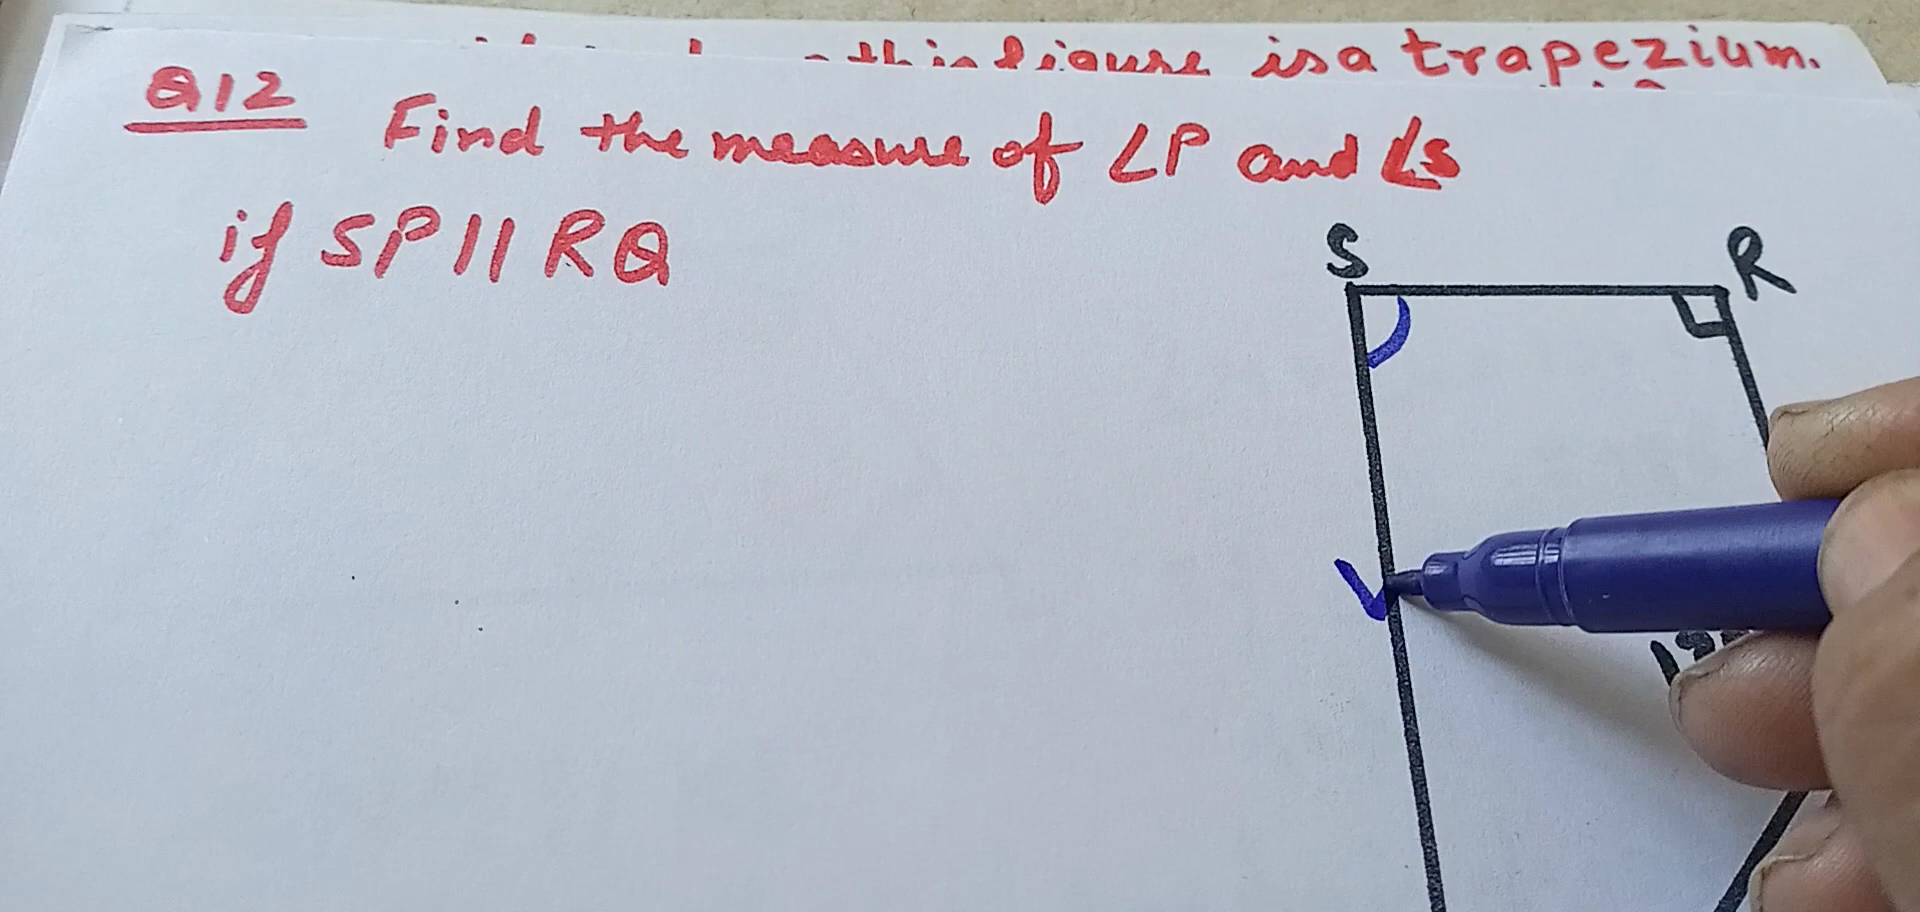 is a trapezium.
Q12 Find the measure of ∠P and ∠S
if SP || RQ
S R